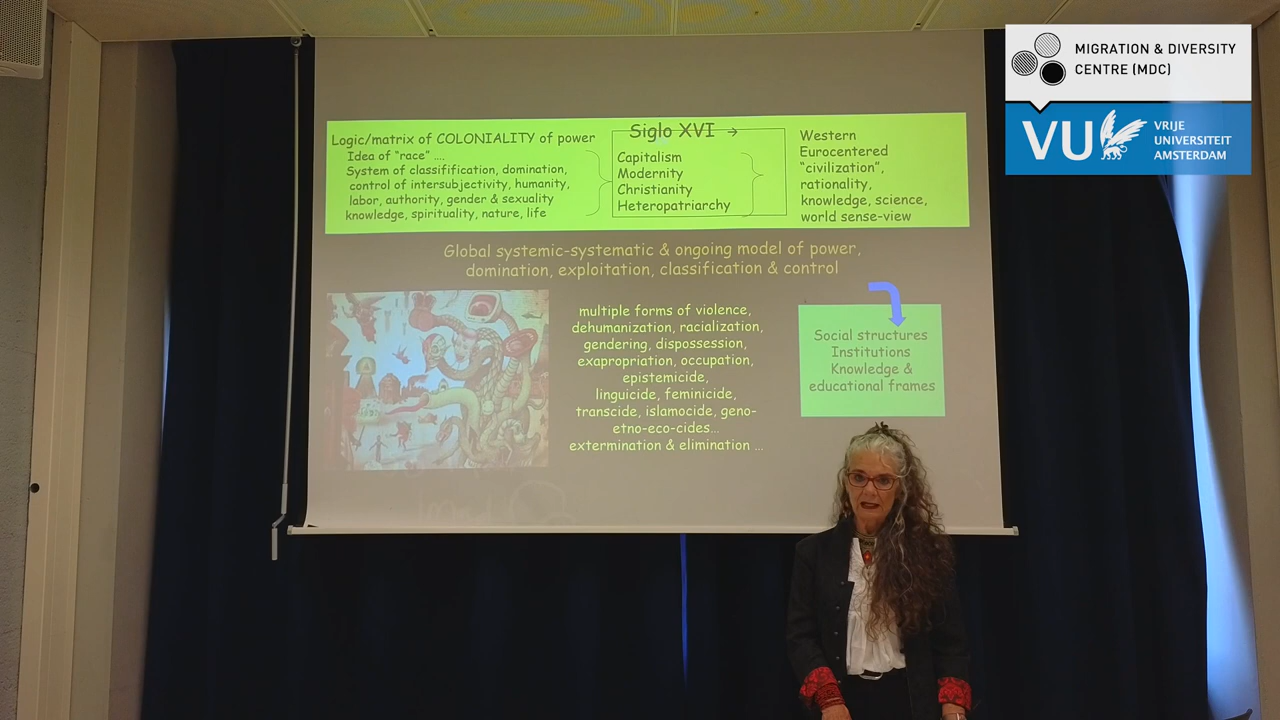 MIGRATION & DIVERSITY
CENTRE (MDC)
VU
VRIJE
UNIVERSITEIT
AMSTERDAM
Logic/matrix of COLONIALITY of power
Idea of “race” ....
System of classifification, domination,
control of intersubjectivity, humanity,
labor, authority, gender & sexuality
knowledge, spirituality, nature, life
Siglo XVI →
Capitalism
Modernity
Christianity
Heteropatriarchy
Western
Eurocentered
“civilization”,
rationality,
knowledge, science,
world sense-view
Global systemic-systematic & ongoing model of power,
domination, exploitation, classification & control
multiple forms of violence,
dehumanization, racialization,
gendering, dispossession,
exapropriation, occupation,
epistemicide,
linguicide, feminicide,
transcide, islamocide, geno-
etno-eco-cides...
extermination & elimination ...
Social structures
Institutions
Knowledge &
educational frames